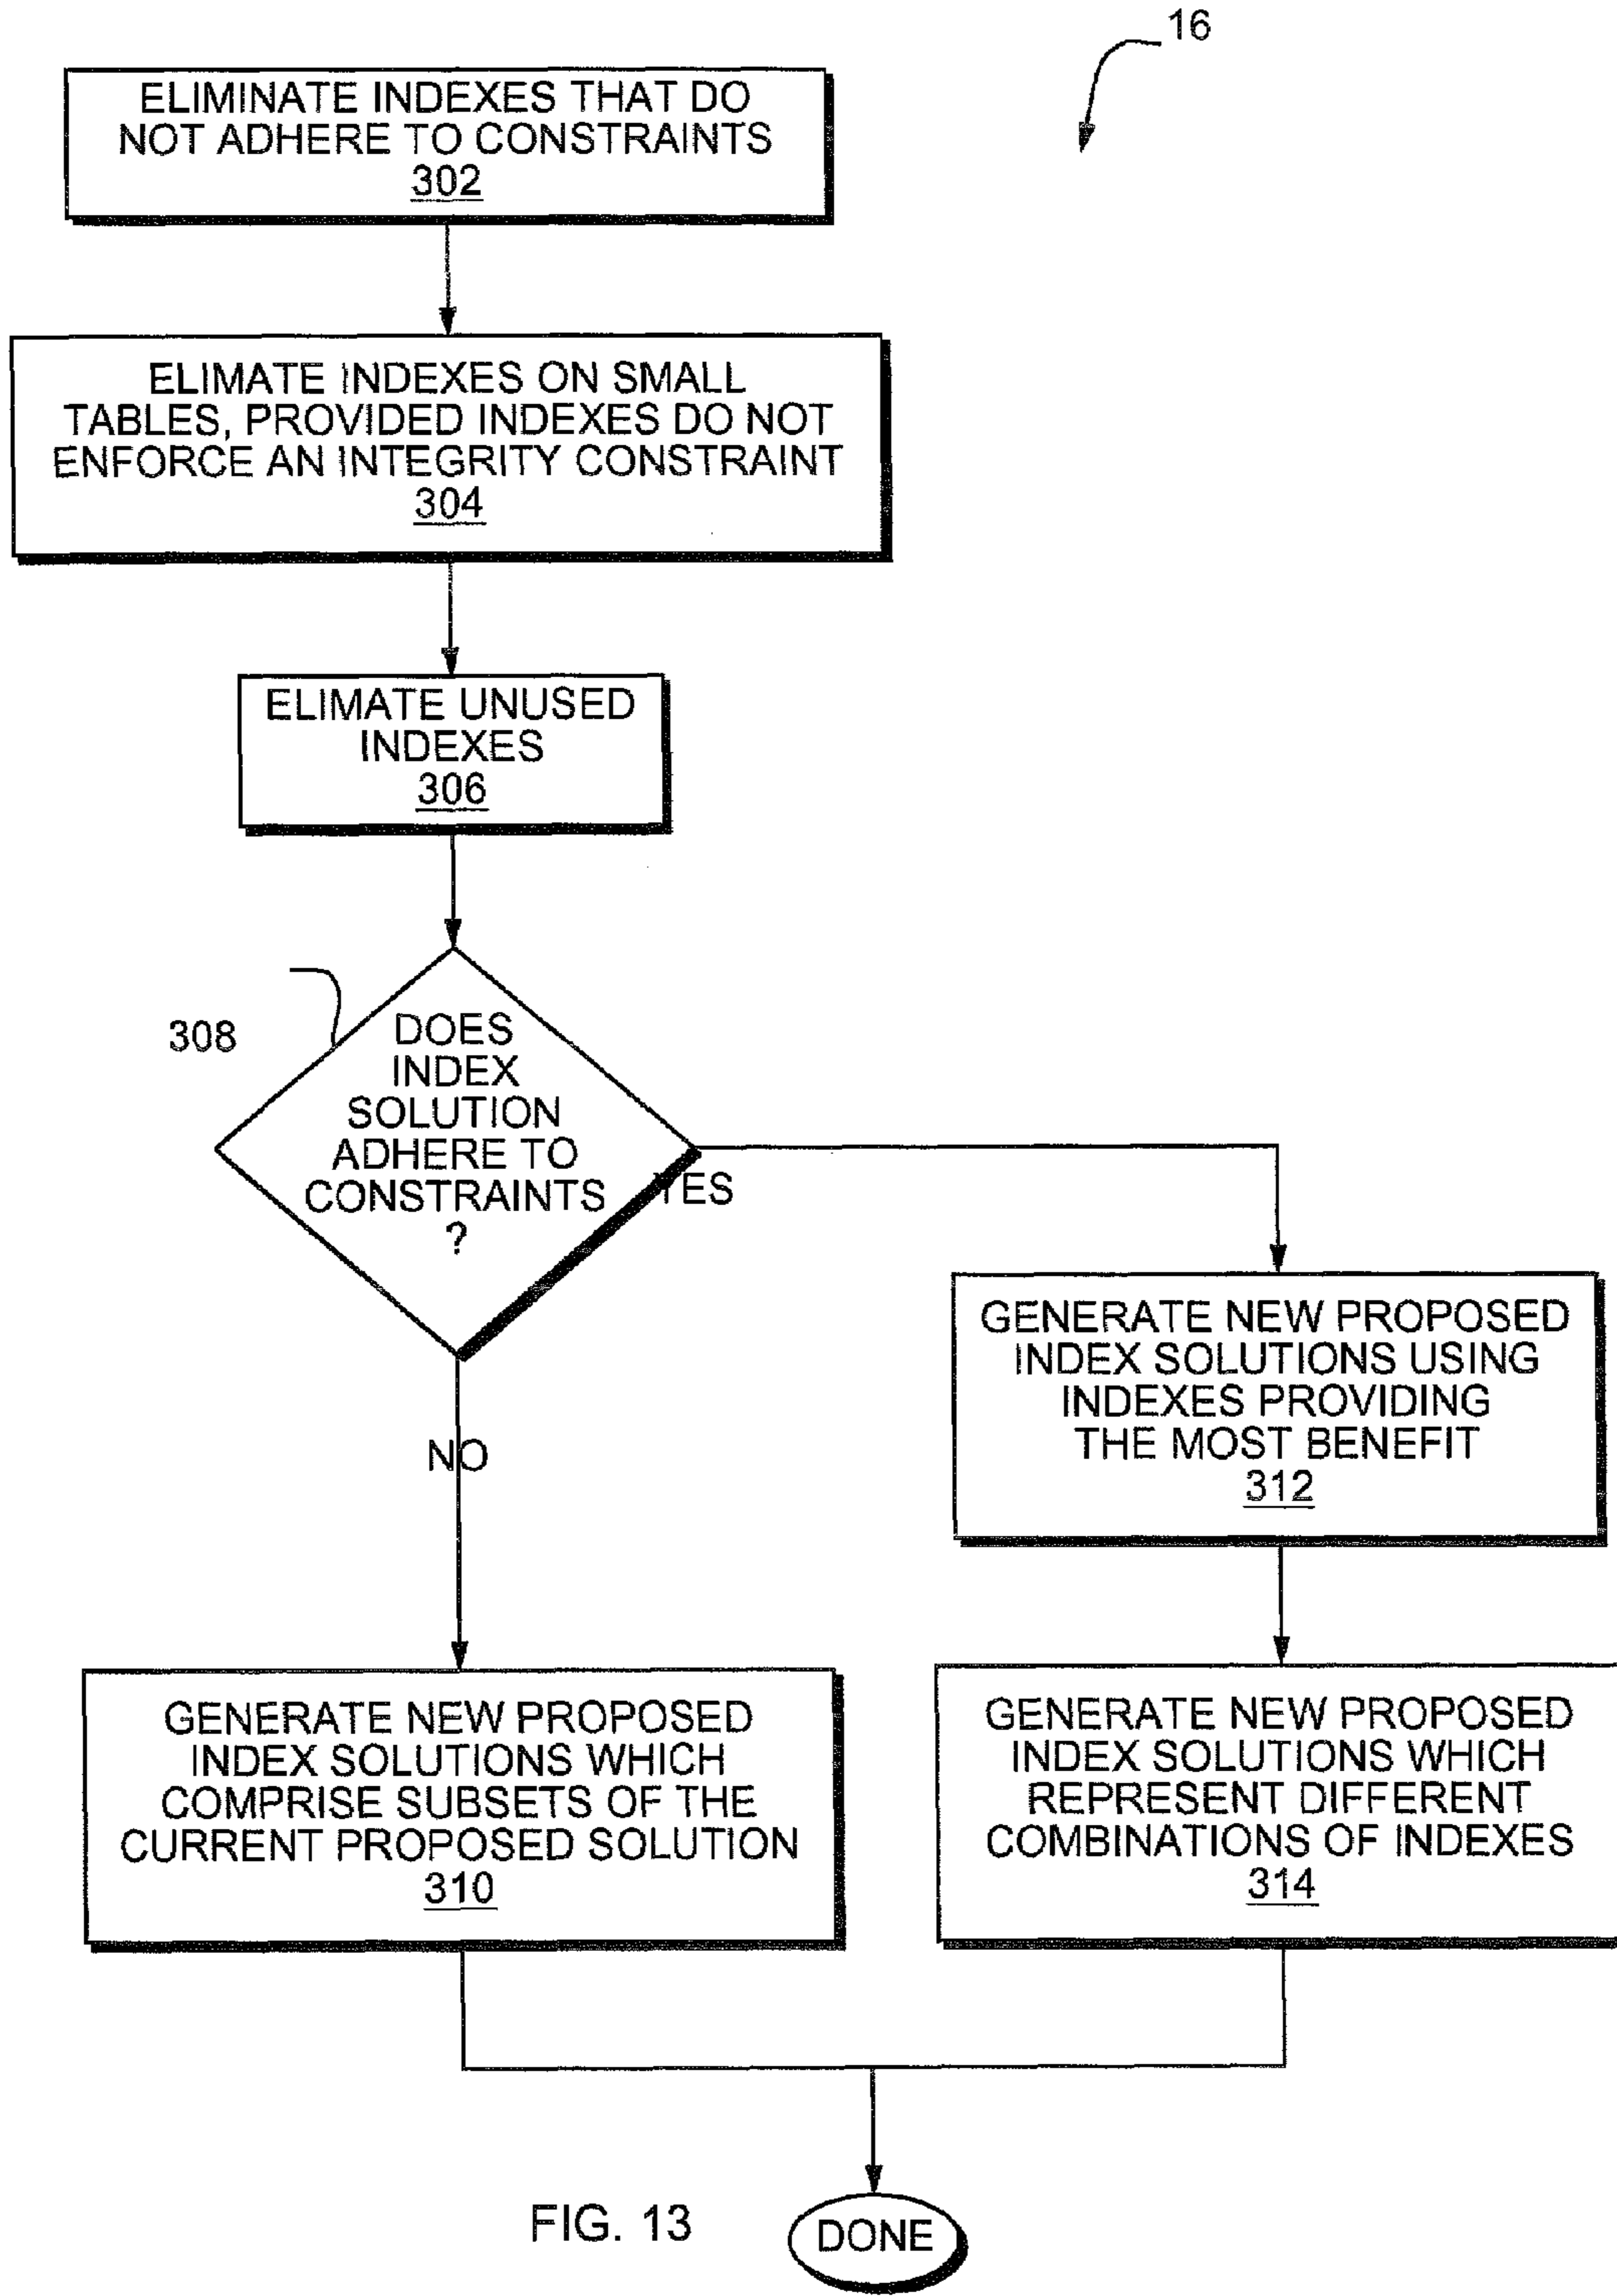 16
ELIMINATE INDEXES THAT DO
NOT ADHERE TO CONSTRAINTS
302
ELIMATE INDEXES ON SMALL
TABLES, PROVIDED INDEXES DO NOT
ENFORCE AN INTEGRITY CONSTRAINT
304
ELIMATE UNUSED
INDEXES
306
308
DOES
INDEX
SOLUTION
ADHERE TO
CONSTRAINTS
?
YES
NO
GENERATE NEW PROPOSED
INDEX SOLUTIONS USING
INDEXES PROVIDING
THE MOST BENEFIT
312
GENERATE NEW PROPOSED
INDEX SOLUTIONS WHICH
COMPRISE SUBSETS OF THE
CURRENT PROPOSED SOLUTION
310
GENERATE NEW PROPOSED
INDEX SOLUTIONS WHICH
REPRESENT DIFFERENT
COMBINATIONS OF INDEXES
314
FIG. 13
DONE